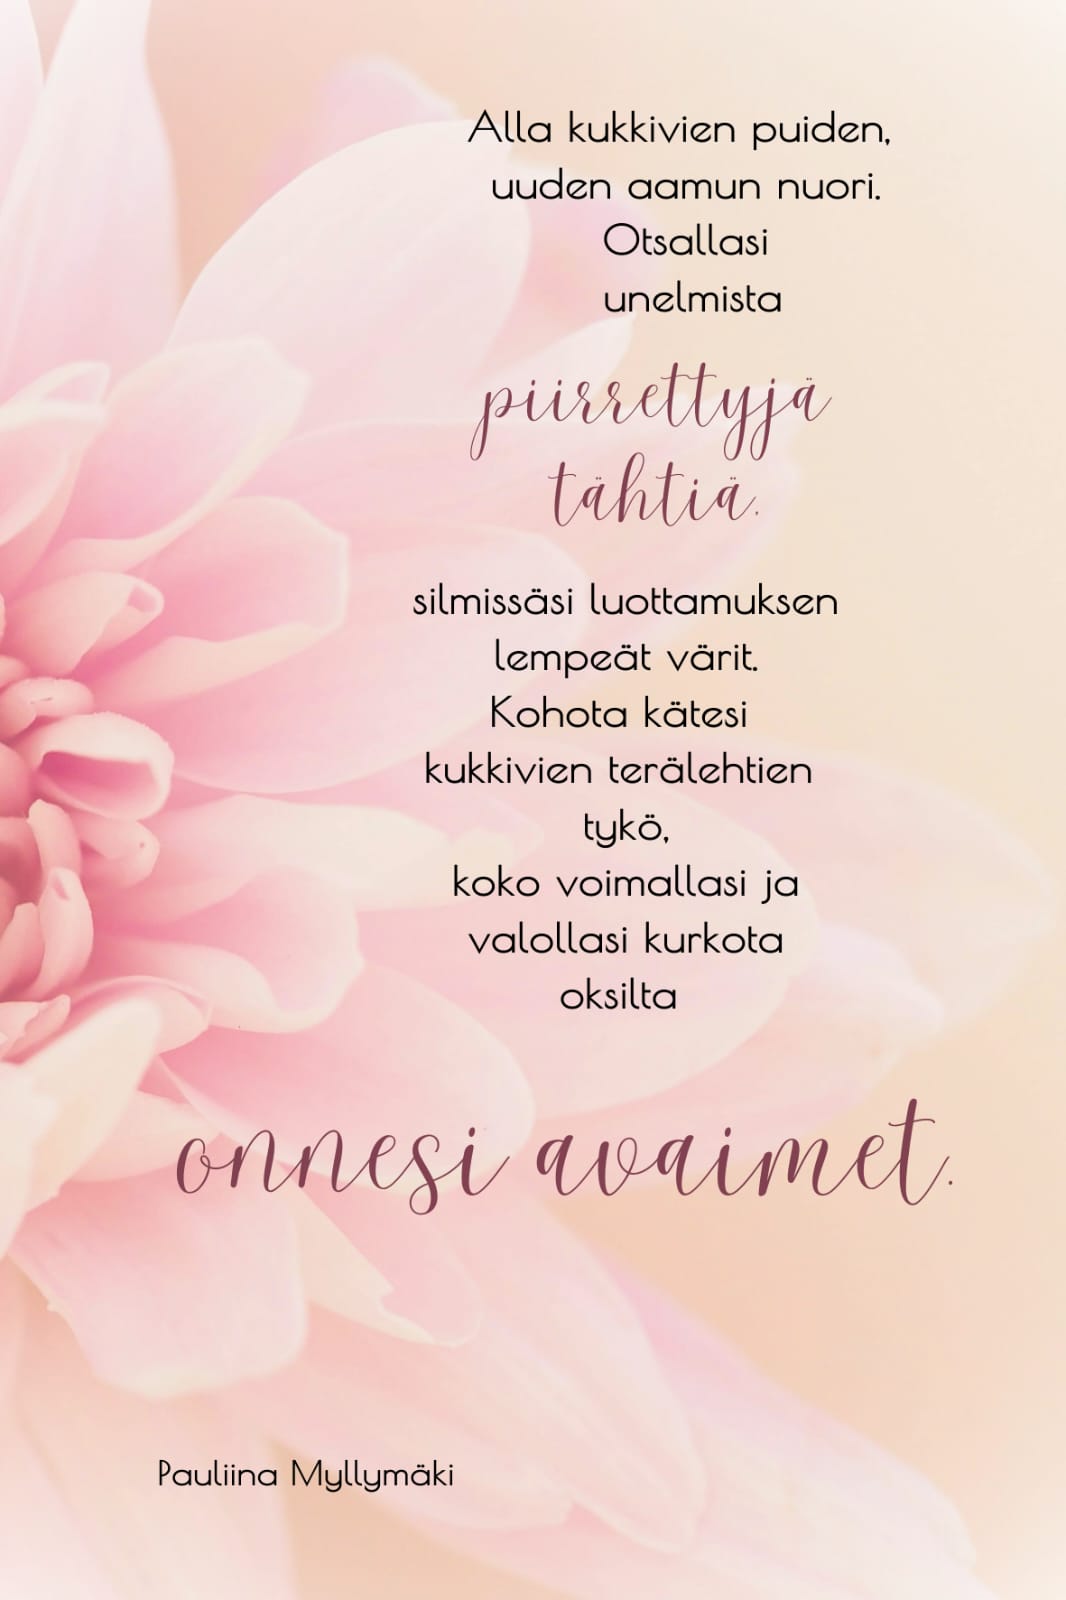 Alla kukkivien puiden,
uuden aamun nuori.
Otsallasi
unelmista
piirrettyjä
tähtiä.
silmissäsi luottamuksen
lempeät värit.
Kohota kätesi
kukkivien terälehtien
tykö,
koko voimallasi ja
valollasi kurkota
oksilta
onnesi avaimet.
Pauliina Myllymäki